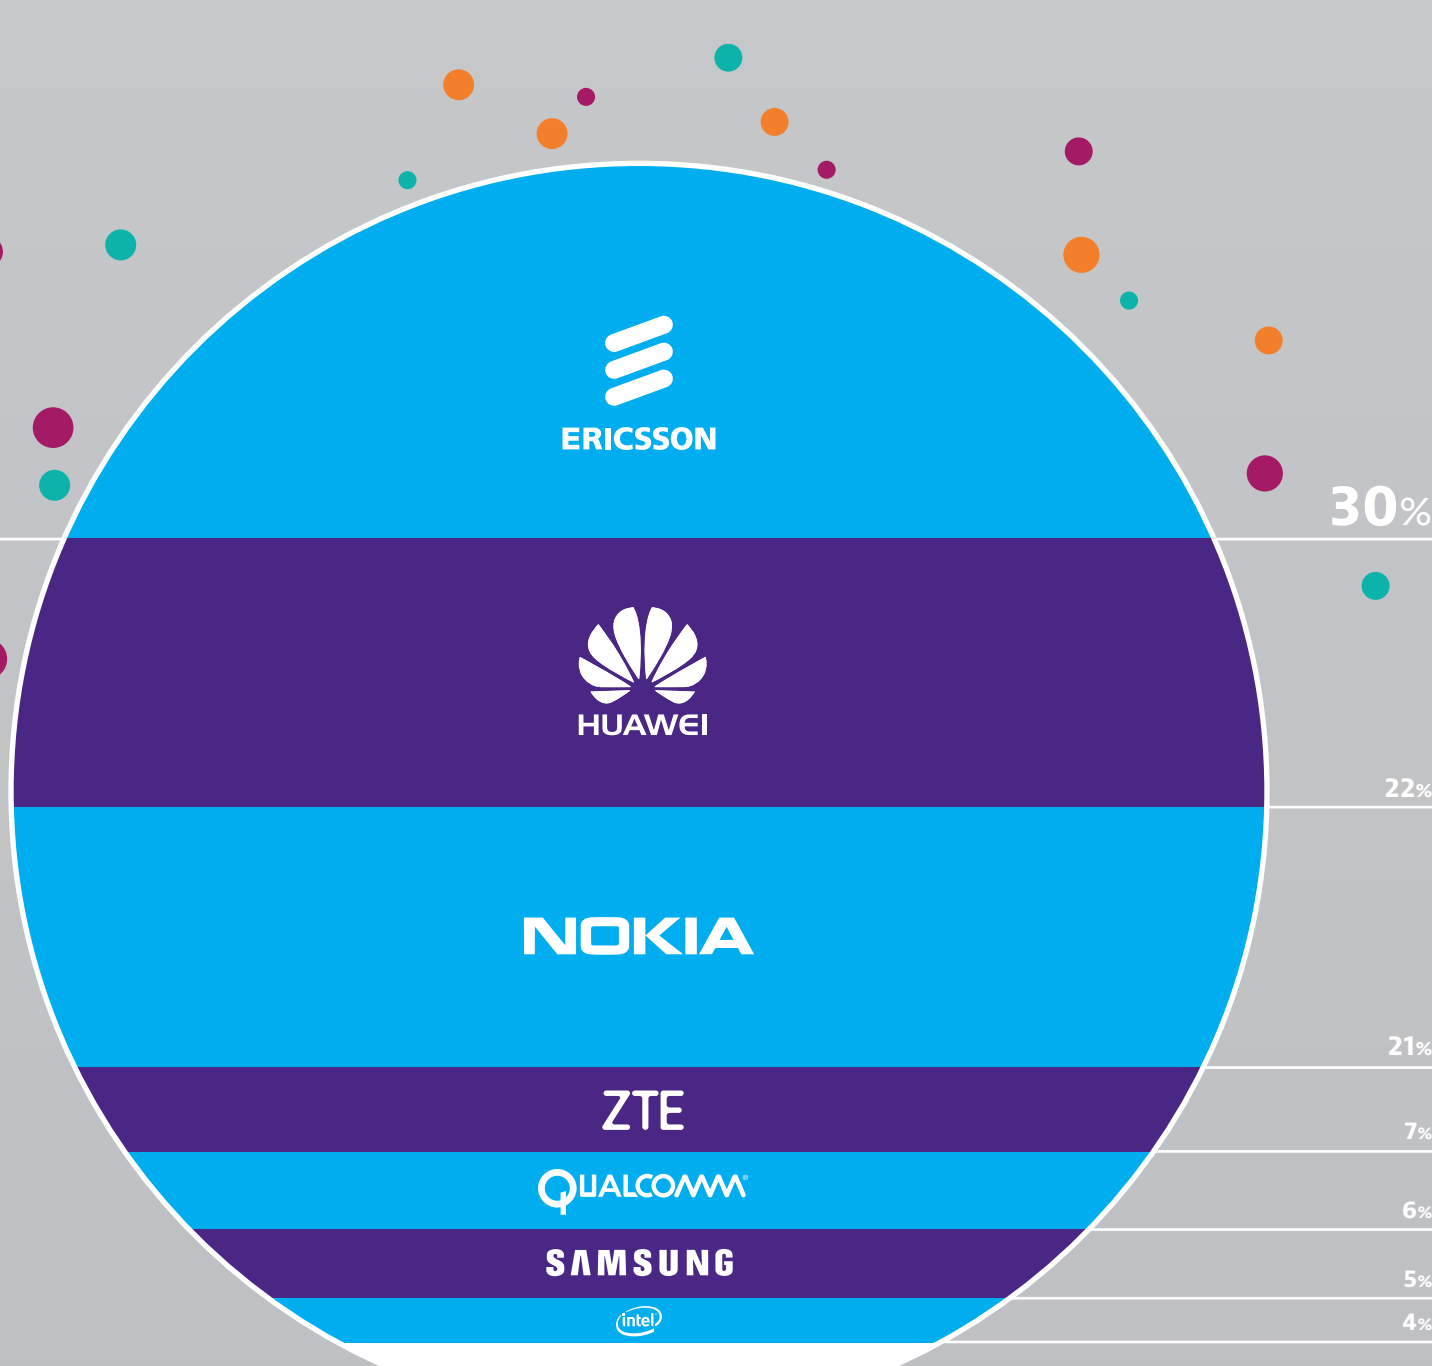 ERICSSON
30%
HUAWEI
22%
NOKIA
21%
ZTE
7%
QUALCOMM®
6%
SAMSUNG
5%
intel
4%